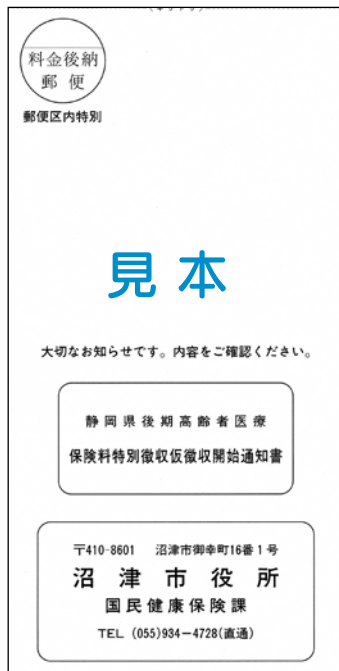 料金後納
郵便
郵便区内特別
見本
大切なお知らせです。内容をご確認ください。
静岡県後期高齢者医療
保険料特別徴収仮徴収開始通知書
〒410-8601 沼津市御幸町16番1号
沼津市役所
国民健康保険課
TEL (055)934-4728(直通)